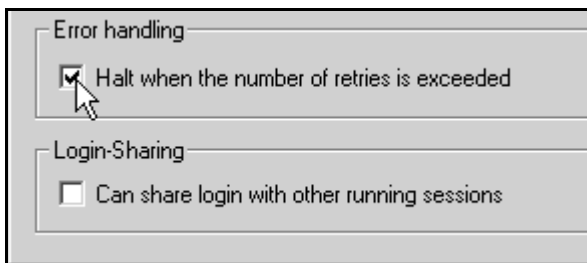 Error handling
Halt when the number of retries is exceeded
Login-Sharing
Can share login with other running sessions